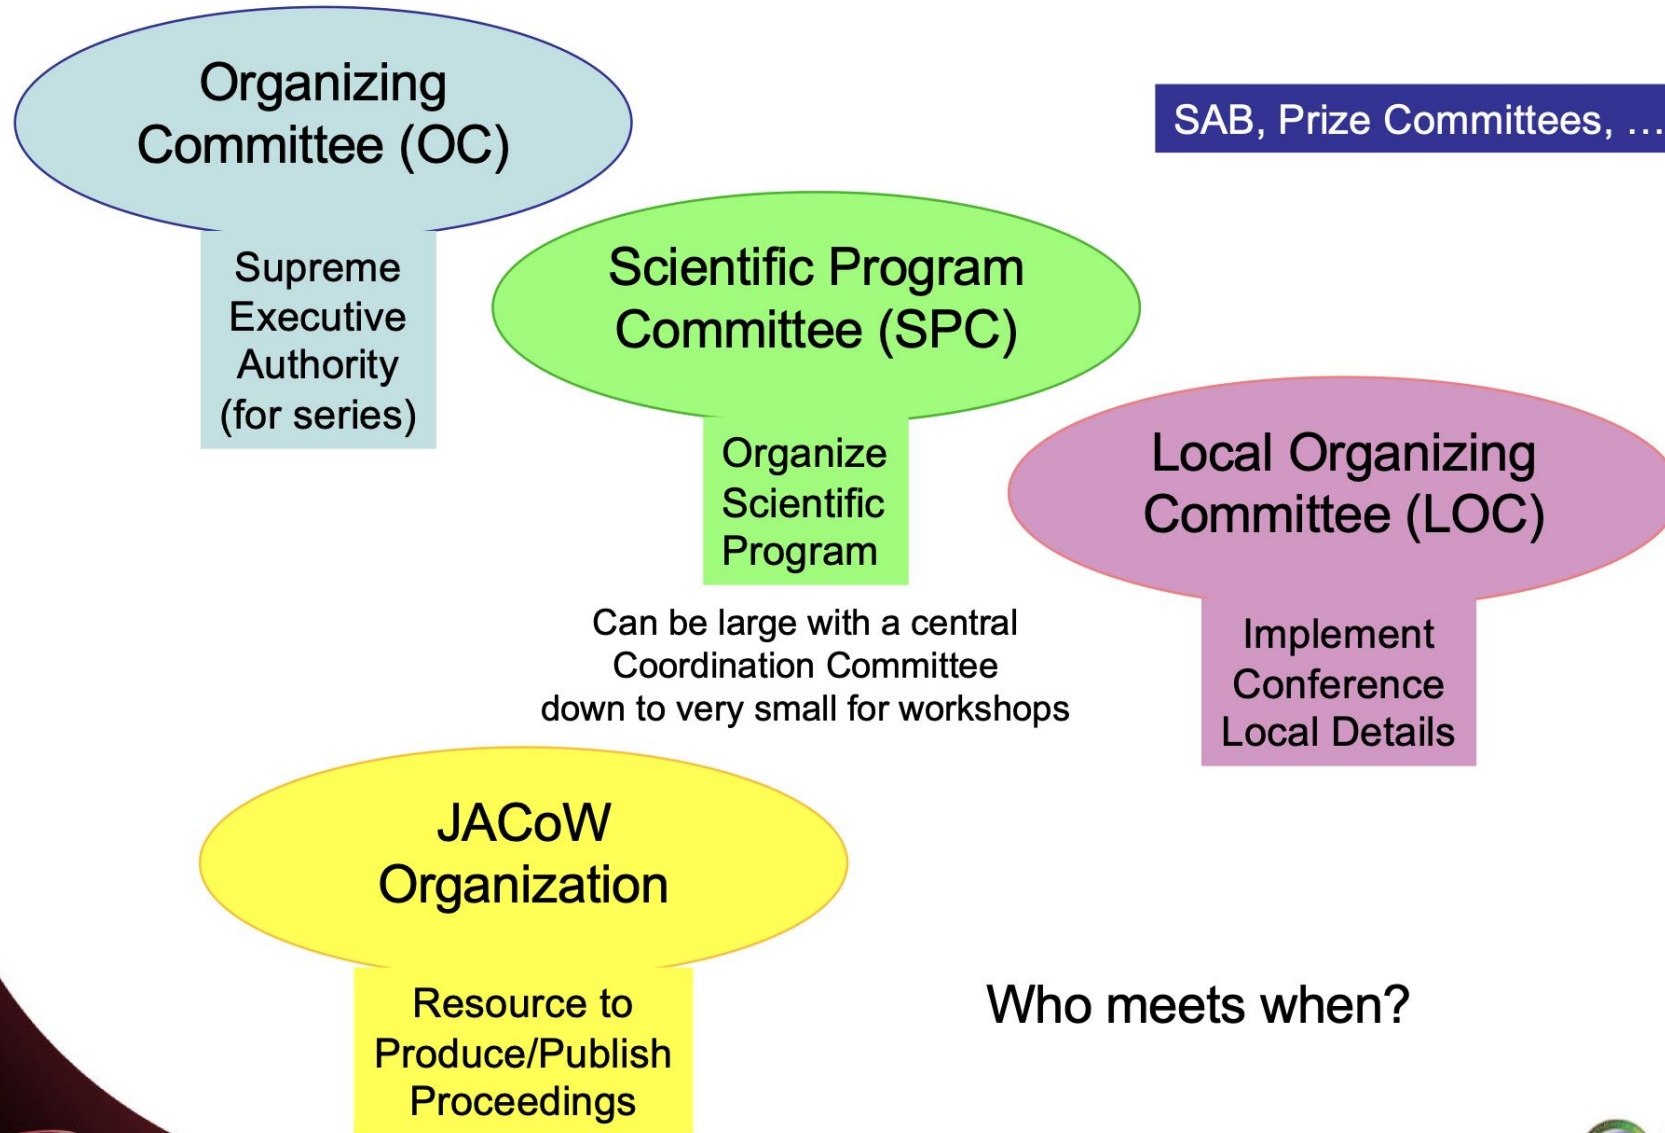 Organizing
Committee (OC)
SAB, Prize Committees, …
Supreme
Executive
Authority
(for series)
Scientific Program
Committee (SPC)
Organize
Scientific
Program
Local Organizing
Committee (LOC)
Can be large with a central
Coordination Committee
down to very small for workshops
Implement
Conference
Local Details
JACoW
Organization
Resource to
Produce/Publish
Proceedings
Who meets when?